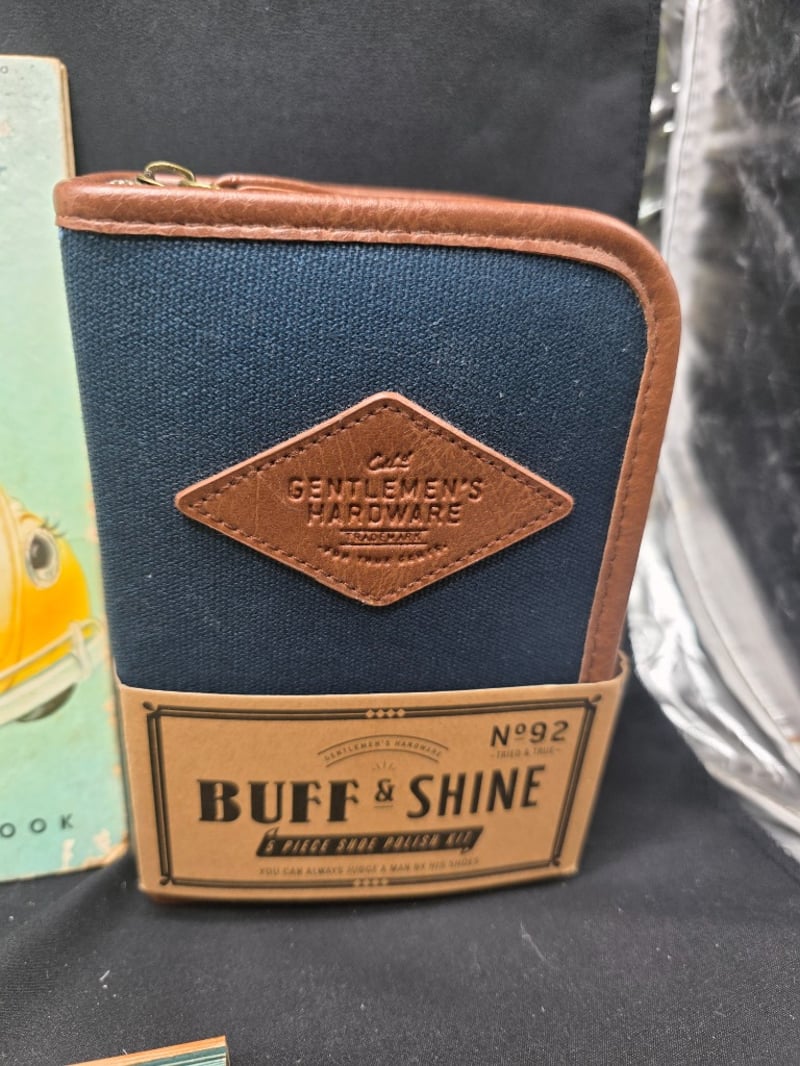 GENTLEMEN'S
HARDWARE
TRADEMARK
GENTLEMEN'S HARDWARE
Nº92
TRIED & TRUE
BUFF & SHINE
6 PIECE SHOE POLISH KIT
YOU CAN ALWAYS JUDGE A MAN BY HIS SHOES
OOK